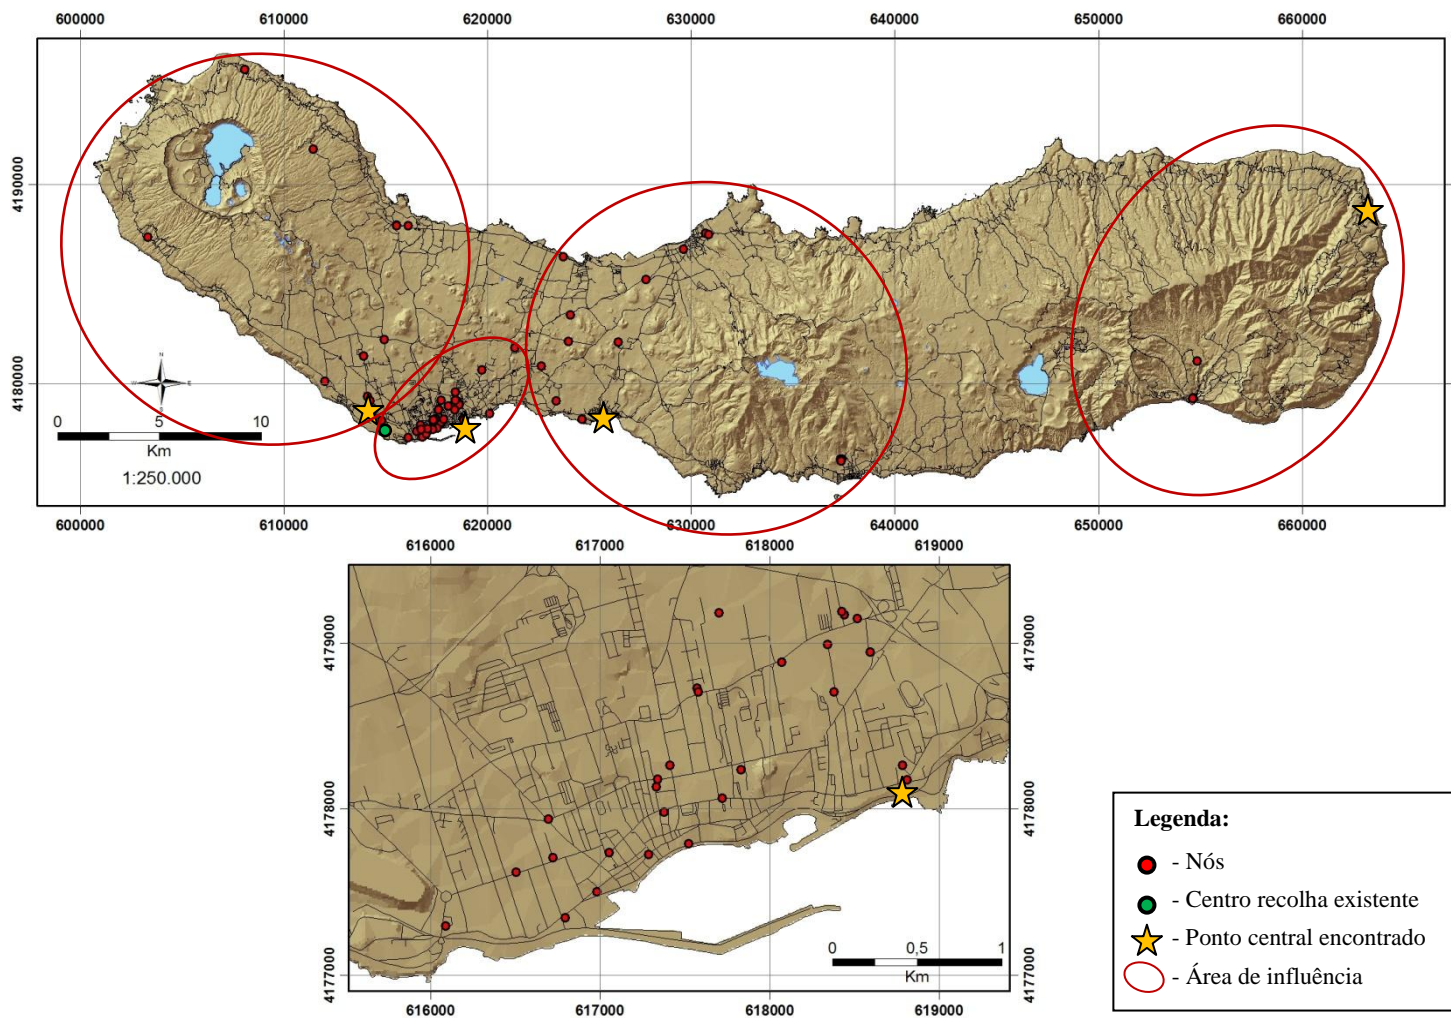 600000 610000 620000 630000 640000 650000 660000
4190000 4190000
4180000 4180000
N
W E
S
0 5 10
Km
1:250.000
600000 610000 620000 630000 640000 650000 660000
616000 617000 618000 619000
4179000 4179000
4178000 4178000
4177000 4177000
0 0,5 1
Km
616000 617000 618000 619000
Legenda:
- Nós
- Centro recolha existente
- Ponto central encontrado
- Área de influência